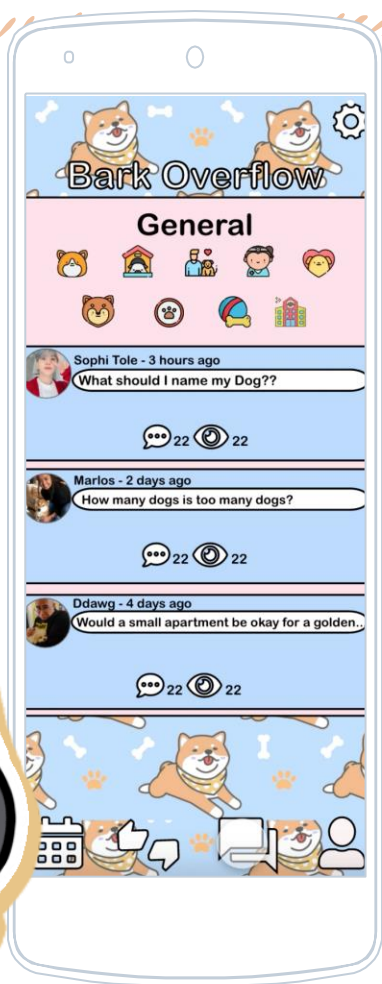 Bark Overflow
General
Sophi Tole - 3 hours ago
What should I name my Dog??
22 22
Marlos - 2 days ago
How many dogs is too many dogs?
22 22
Ddawg - 4 days ago
Would a small apartment be okay for a golden..
22 22